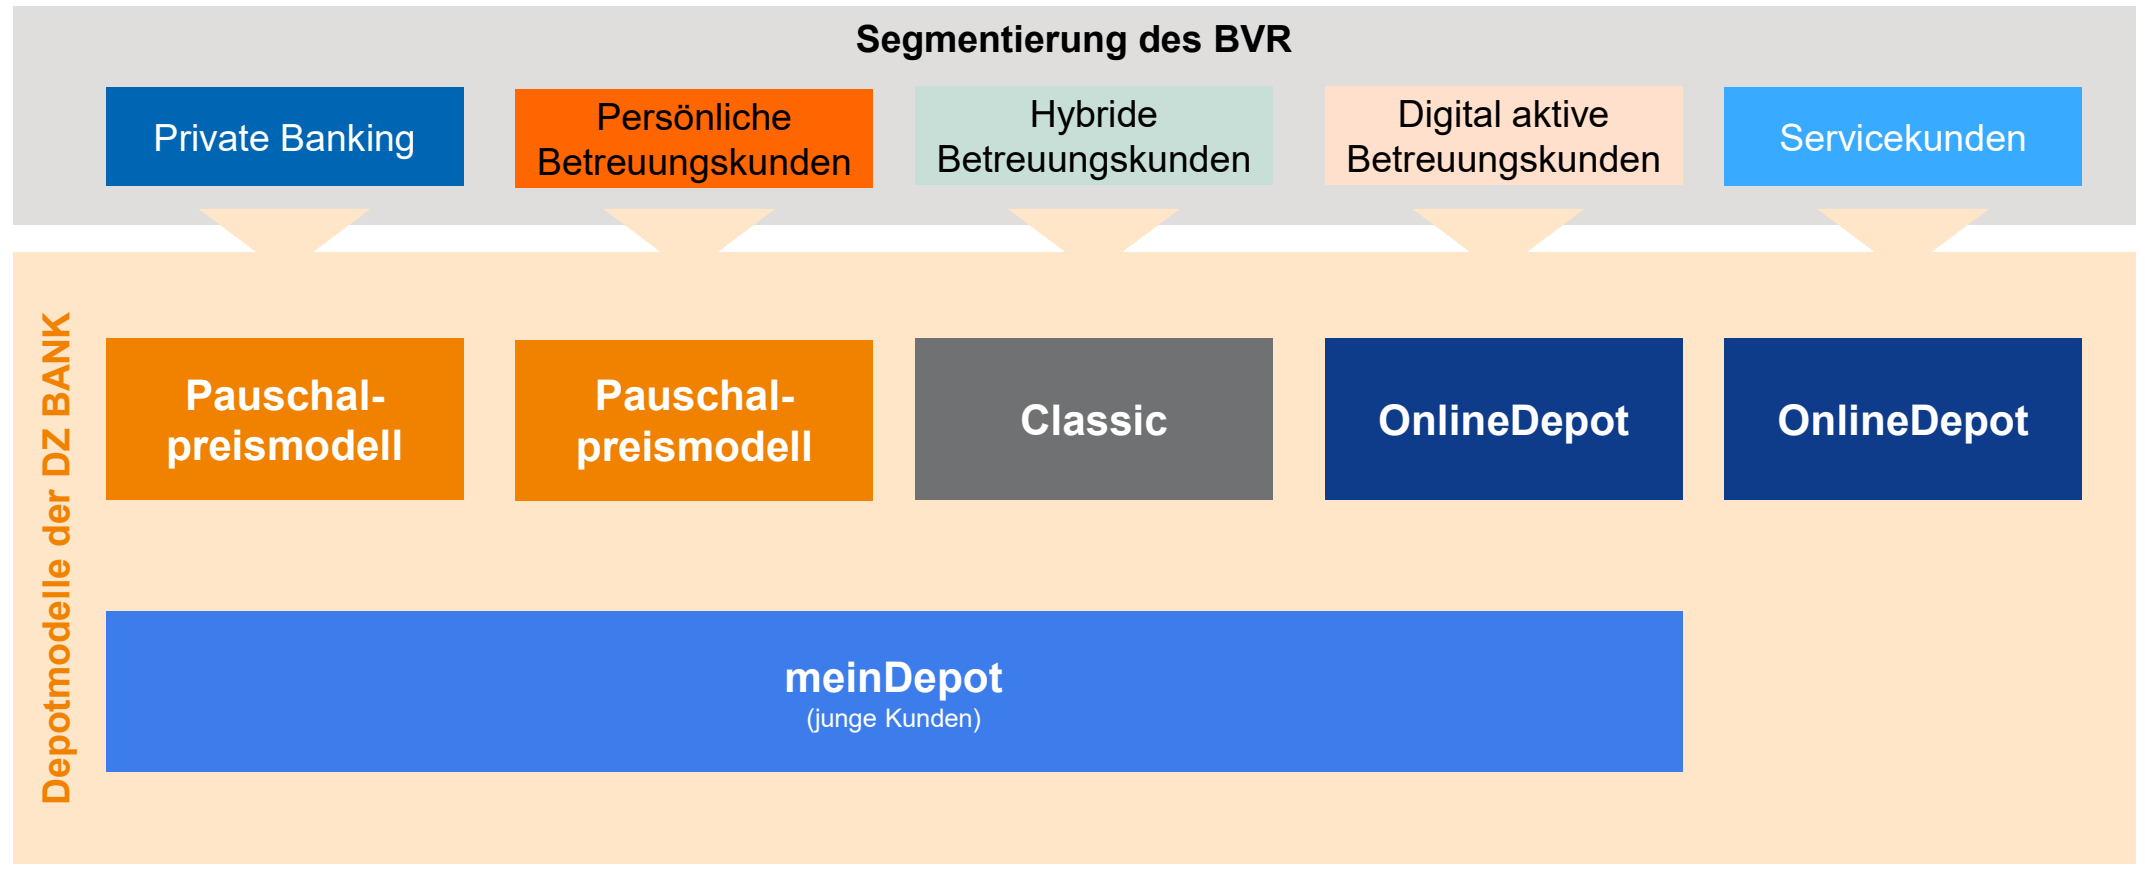 Segmentierung des BVR
Private Banking
Persönliche
Betreuungskunden
Hybride
Betreuungskunden
Digital aktive
Betreuungskunden
Servicekunden
Depotmodelle der DZ BANK
Pauschal-
preismodell
Pauschal-
preismodell
Classic
OnlineDepot
OnlineDepot
meinDepot
(junge Kunden)